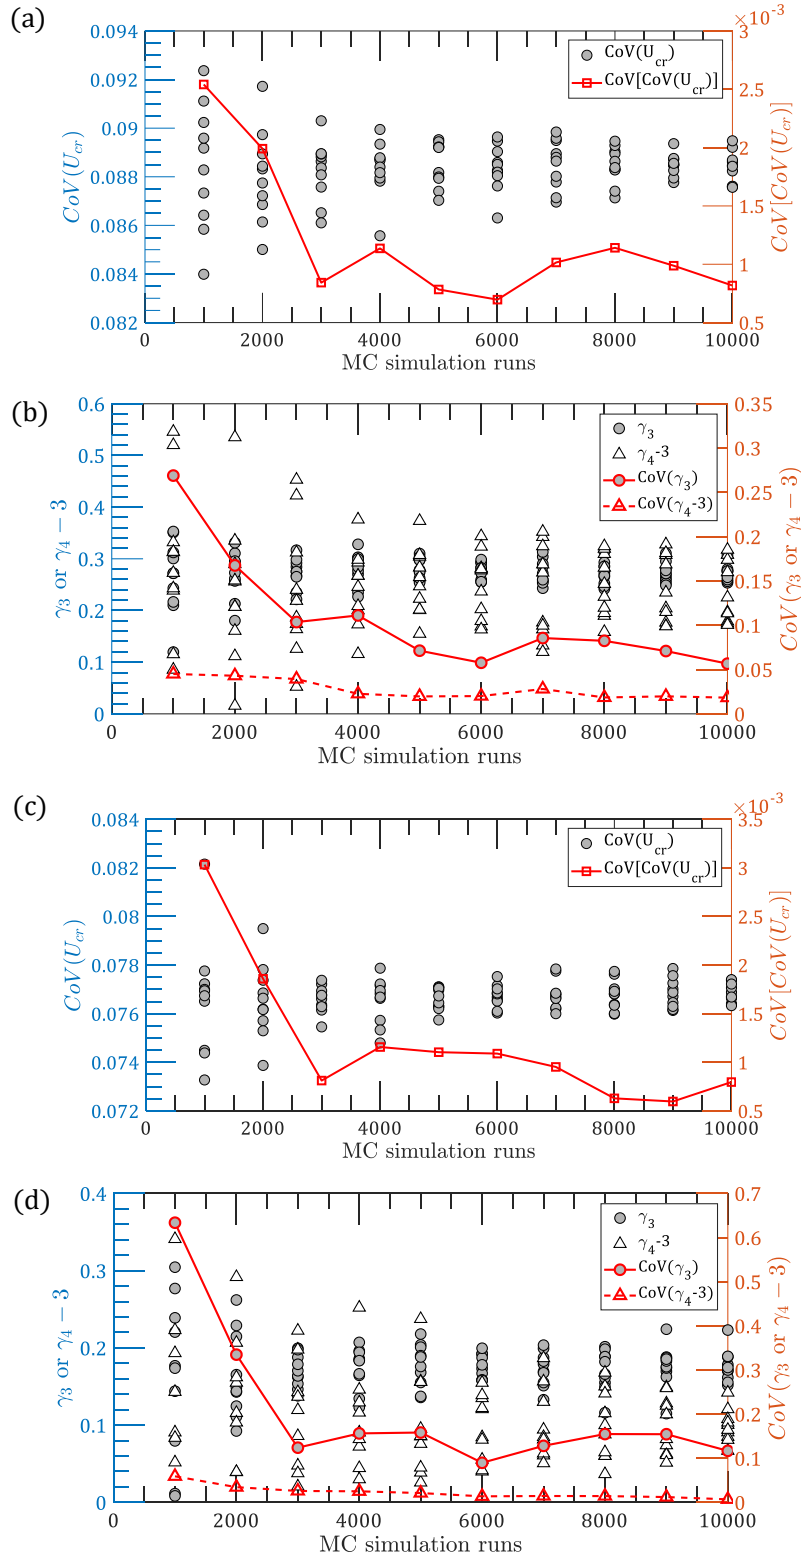 (a)
×10⁻³
0.094 3
CoV(U_cr)
CoV[CoV(U_cr)]
0.092 2.5
0.09 2
0.088
0.086 1.5
0.084 1
0.082 0.5
CoV(U_cr)
CoV[CoV(U_cr)]
0 2000 4000 6000 8000 10000
MC simulation runs
(b)
0.6 0.35
γ₃
γ₄-3
CoV(γ₃)
CoV(γ₄-3)
0.3
0.5
0.25
0.4
0.2
0.3
0.15
0.2
0.1
0.1
0.05
0 0
γ₃ or γ₄ − 3
CoV(γ₃ or γ₄ − 3)
0 2000 4000 6000 8000 10000
MC simulation runs
(c)
×10⁻³
0.084 3.5
CoV(U_cr)
CoV[CoV(U_cr)]
0.082 3
0.08 2.5
0.078 2
0.076 1.5
0.074 1
0.072 0.5
CoV(U_cr)
CoV[CoV(U_cr)]
0 2000 4000 6000 8000 10000
MC simulation runs
(d)
0.4 0.7
γ₃
γ₄-3
CoV(γ₃)
CoV(γ₄-3)
0.6
0.3
0.5
0.4
0.2
0.3
0.2
0.1
0.1
0 0
γ₃ or γ₄ − 3
CoV(γ₃ or γ₄ − 3)
0 2000 4000 6000 8000 10000
MC simulation runs